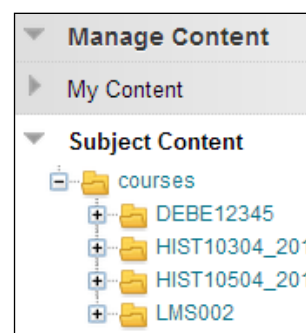 Manage Content
My Content
Subject Content
courses
DEBE12345
HIST10304_201
HIST10504_201
LMS002